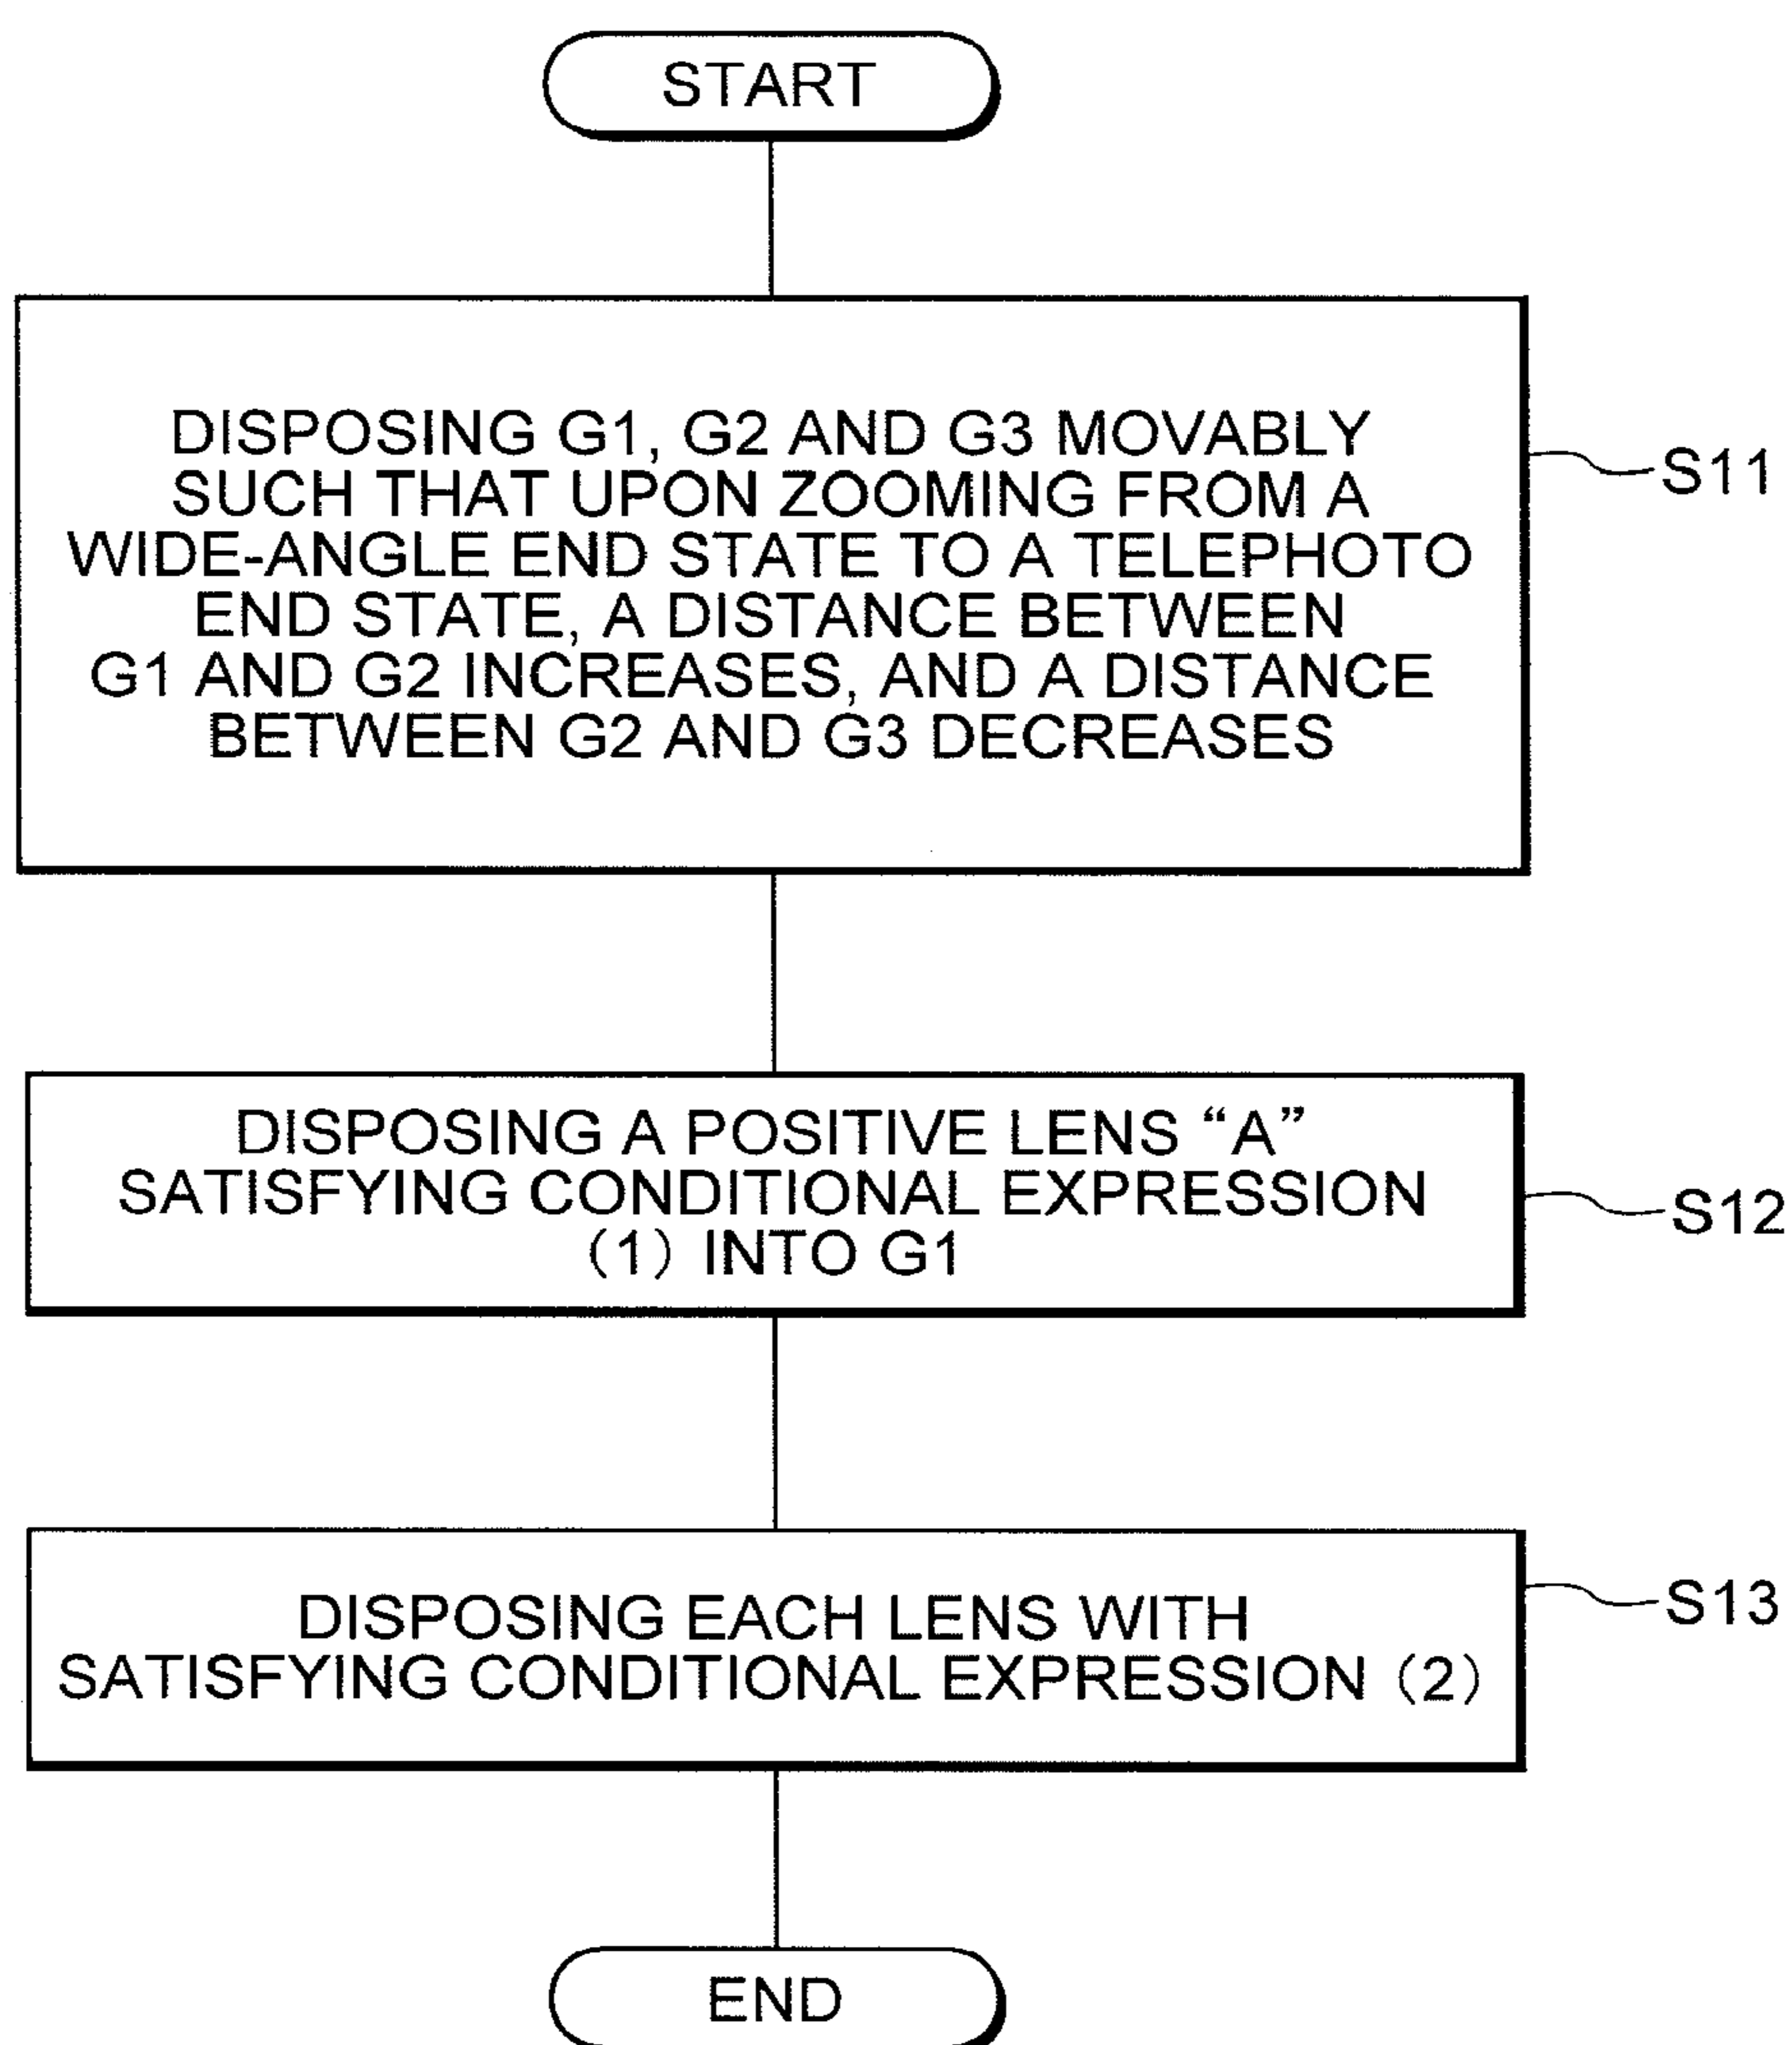 START
DISPOSING G1, G2 AND G3 MOVABLY
SUCH THAT UPON ZOOMING FROM A
WIDE-ANGLE END STATE TO A TELEPHOTO
END STATE, A DISTANCE BETWEEN
G1 AND G2 INCREASES, AND A DISTANCE
BETWEEN G2 AND G3 DECREASES
S11
DISPOSING A POSITIVE LENS “A”
SATISFYING CONDITIONAL EXPRESSION
(1) INTO G1
S12
DISPOSING EACH LENS WITH
SATISFYING CONDITIONAL EXPRESSION (2)
S13
END